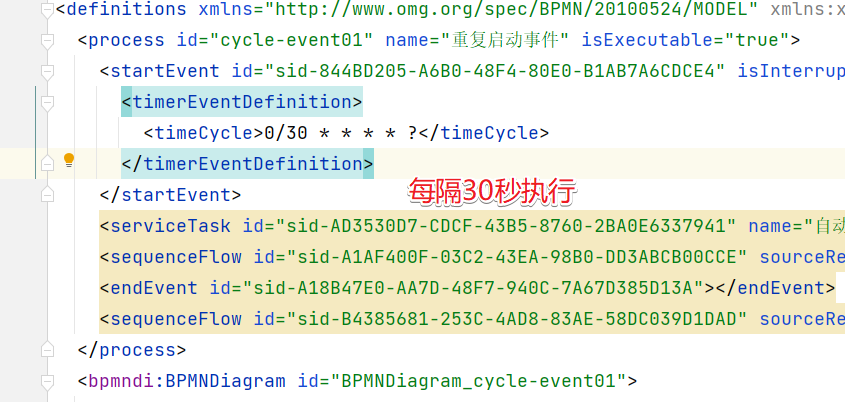 <definitions xmlns="http://www.omg.org/spec/BPMN/20100524/MODEL" xmlns:x
<process id="cycle-event01" name="重复启动事件" isExecutable="true">
<startEvent id="sid-844BD205-A6B0-48F4-80E0-B1AB7A6CDCE4" isInterrup
<timerEventDefinition>
<timeCycle>0/30 * * * * ?</timeCycle>
</timerEventDefinition>
</startEvent>
每隔30秒执行
<serviceTask id="sid-AD3530D7-CDCF-43B5-8760-2BA0E6337941" name="自动
<sequenceFlow id="sid-A1AF400F-03C2-43EA-98B0-DD3ABCB00CCE" sourceRe
<endEvent id="sid-A18B47E0-AA7D-48F7-940C-7A67D385D13A"></endEvent>
<sequenceFlow id="sid-B4385681-253C-4AD8-83AE-58DC039D1DAD" sourceRe
</process>
<bpmndi:BPMNDiagram id="BPMNDiagram_cycle-event01">